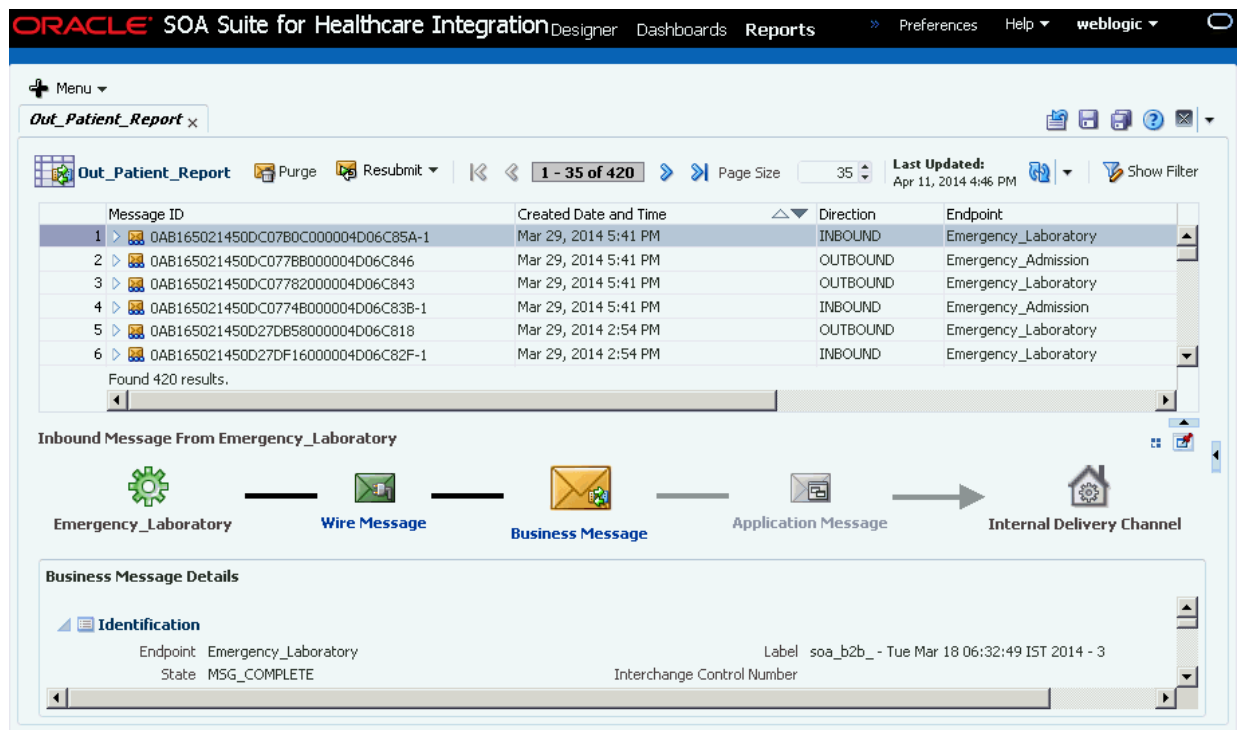 ORACLE SOA Suite for Healthcare Integration Designer Dashboards Reports » Preferences Help weblogic
Menu
Out_Patient_Report
Out_Patient_Report Purge Resubmit 1 - 35 of 420 Page Size 35 Last Updated: Show Filter
Apr 11, 2014 4:46 PM
Message ID Created Date and Time Direction Endpoint
1 0AB165021450DC07B0C000004D06C85A-1 Mar 29, 2014 5:41 PM INBOUND Emergency_Laboratory
2 0AB165021450DC077BB000004D06C846 Mar 29, 2014 5:41 PM OUTBOUND Emergency_Admission
3 0AB165021450DC07782000004D06C843 Mar 29, 2014 5:41 PM OUTBOUND Emergency_Laboratory
4 0AB165021450DC0774B000004D06C83B-1 Mar 29, 2014 5:41 PM INBOUND Emergency_Admission
5 0AB165021450D27DB58000004D06C818 Mar 29, 2014 2:54 PM OUTBOUND Emergency_Laboratory
6 0AB165021450D27DF16000004D06C82F-1 Mar 29, 2014 2:54 PM INBOUND Emergency_Laboratory
Found 420 results.
Inbound Message From Emergency_Laboratory
Emergency_Laboratory Wire Message Business Message Application Message Internal Delivery Channel
Business Message Details
Identification
Endpoint Emergency_Laboratory Label soa_b2b_ - Tue Mar 18 06:32:49 IST 2014 - 3
State MSG_COMPLETE Interchange Control Number